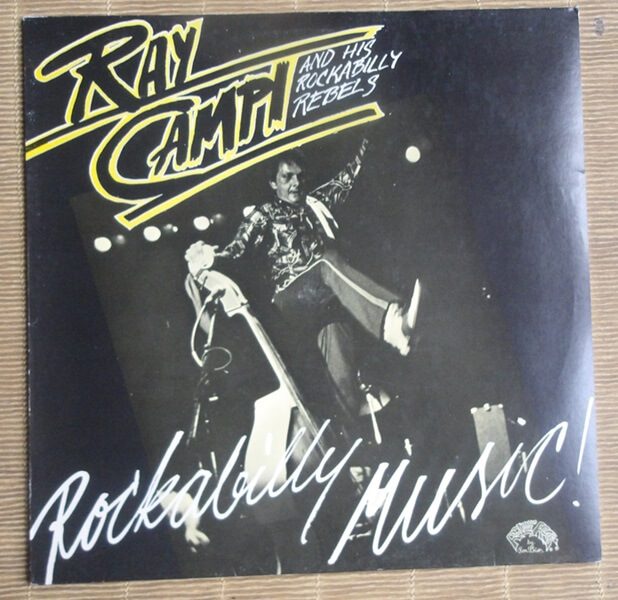 RAY
CAMPI
AND HIS
ROCKABILLY
REBELS
Rockabilly
MUSIC!